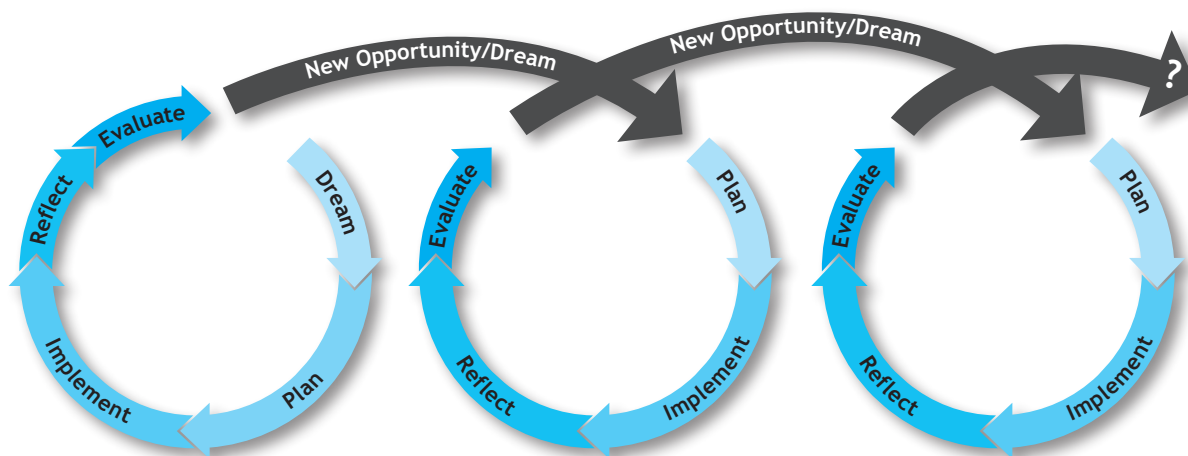 New Opportunity/Dream
New Opportunity/Dream
?
Dream
Plan
Implement
Reflect
Evaluate
Plan
Implement
Reflect
Evaluate
Plan
Implement
Reflect
Evaluate